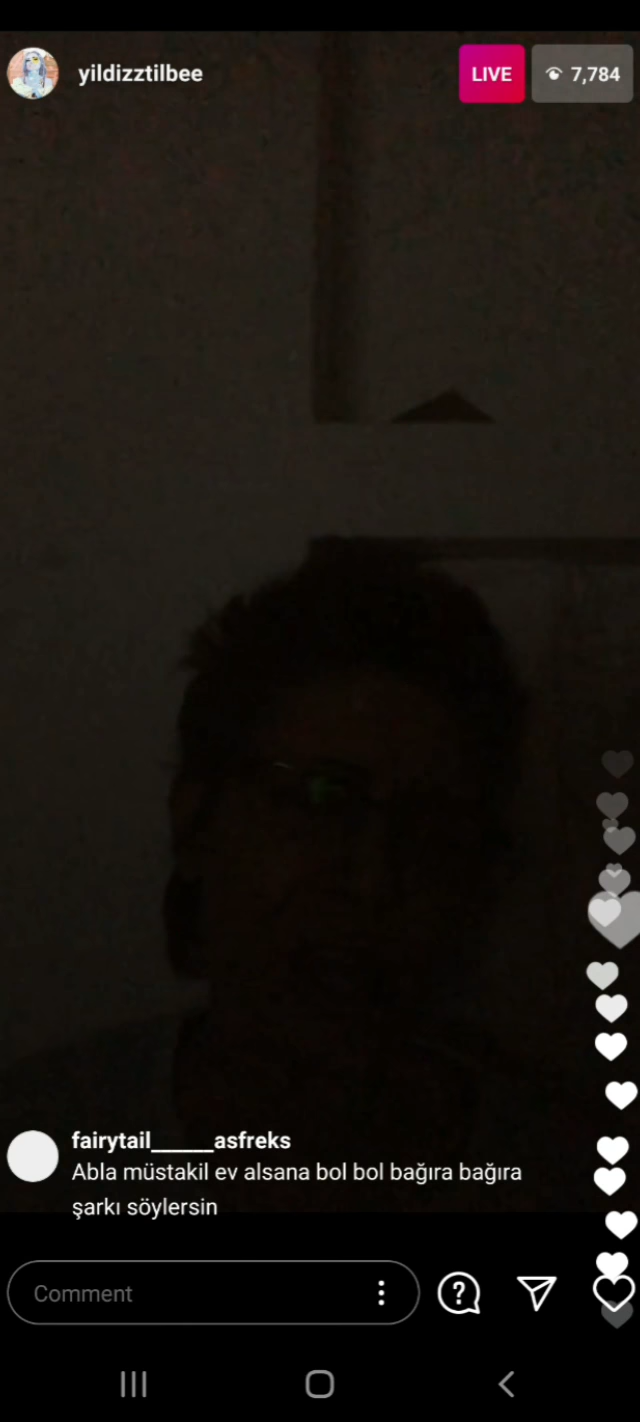 yildizztilbee
LIVE
7,784
fairytail______asfreks
Abla müstakil ev alsana bol bol bağıra bağıra
şarkı söylersin
Comment